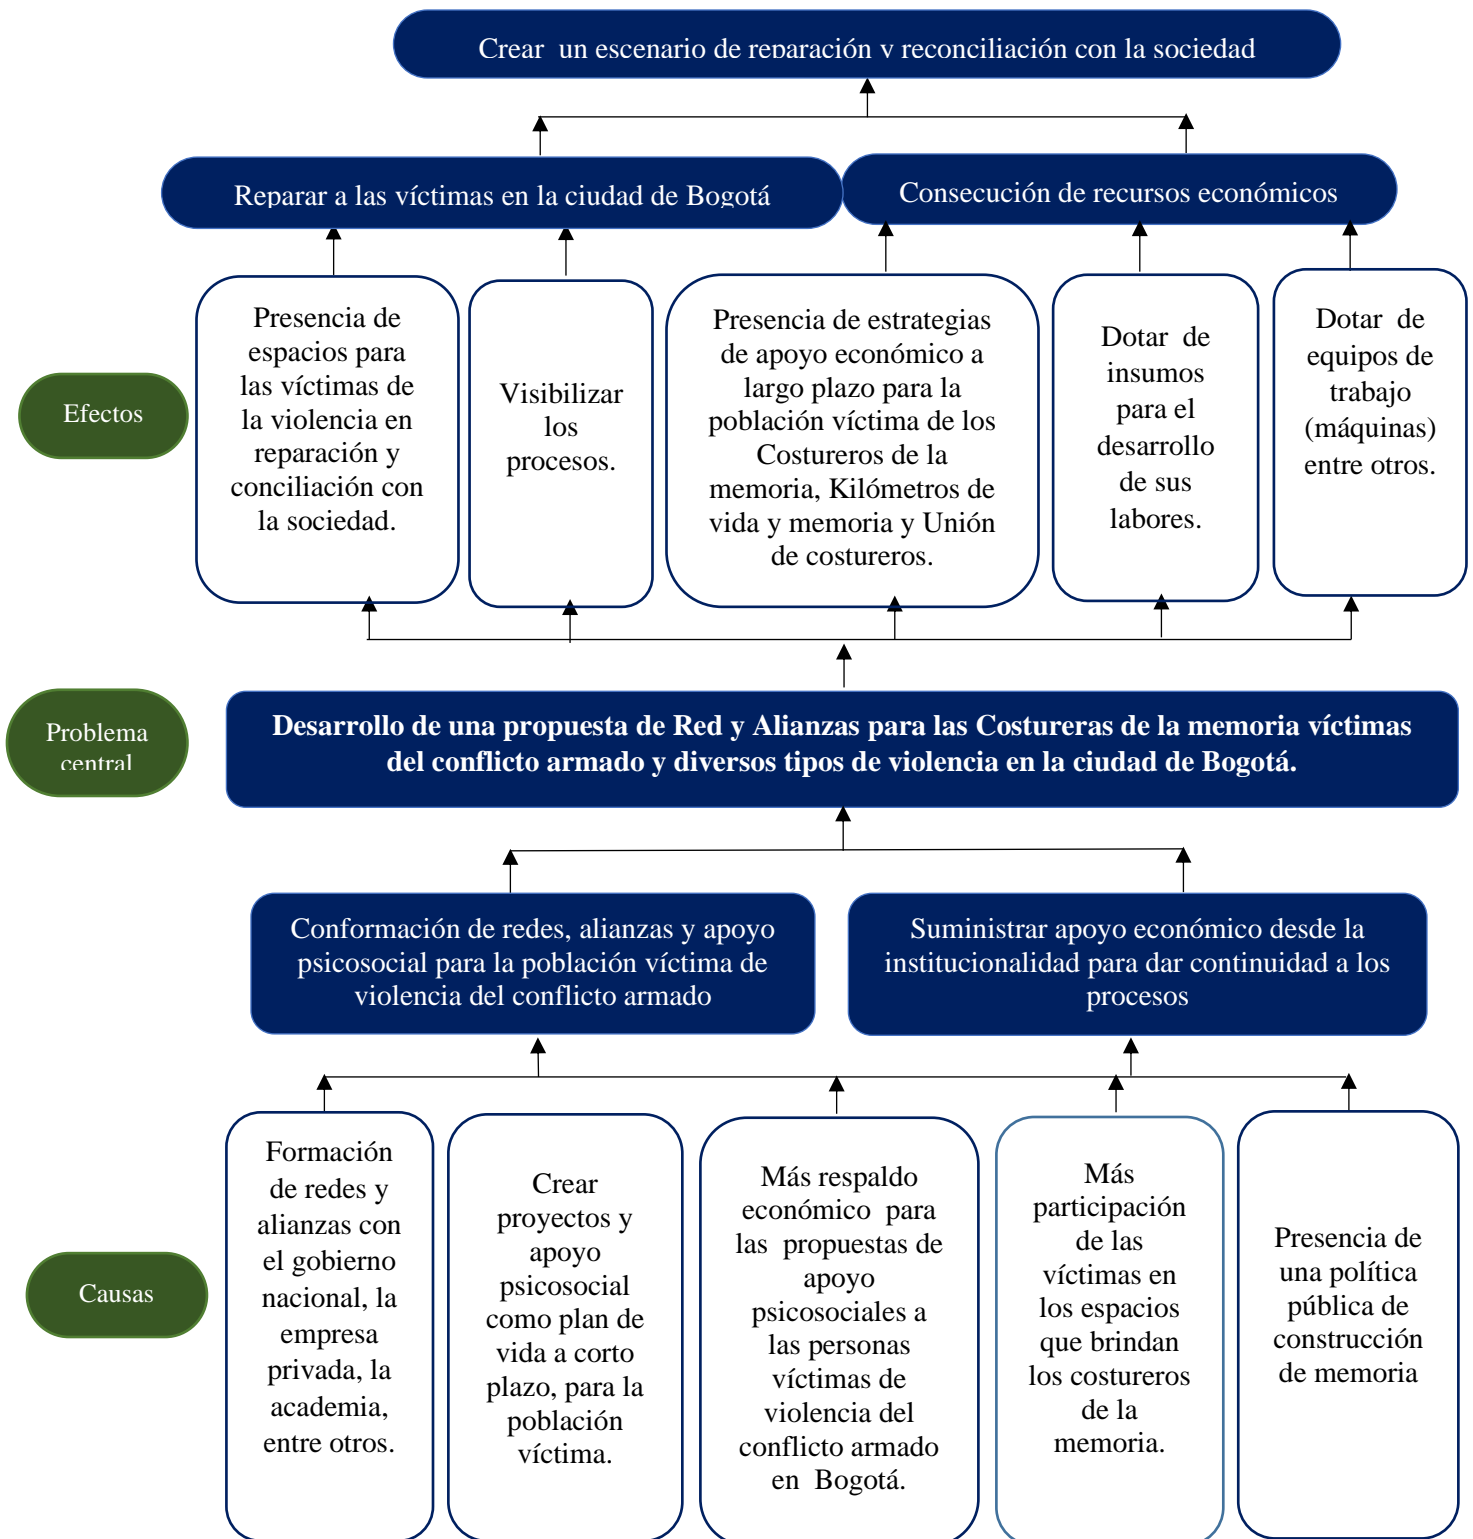 Crear un escenario de reparación y reconciliación con la sociedad
Reparar a las víctimas en la ciudad de Bogotá
Consecución de recursos económicos
Efectos
Presencia de
espacios para
las víctimas de
la violencia en
reparación y
conciliación con
la sociedad.
Visibilizar
los
procesos.
Presencia de estrategias
de apoyo económico a
largo plazo para la
población víctima de los
Costureros de la
memoria, Kilómetros de
vida y memoria y Unión
de costureros.
Dotar de
insumos
para el
desarrollo
de sus
labores.
Dotar de
equipos de
trabajo
(máquinas)
entre otros.
Problema
central
Desarrollo de una propuesta de Red y Alianzas para las Costureras de la memoria víctimas
del conflicto armado y diversos tipos de violencia en la ciudad de Bogotá.
Conformación de redes, alianzas y apoyo
psicosocial para la población víctima de
violencia del conflicto armado
Suministrar apoyo económico desde la
institucionalidad para dar continuidad a los
procesos
Causas
Formación
de redes y
alianzas con
el gobierno
nacional, la
empresa
privada, la
academia,
entre otros.
Crear
proyectos y
apoyo
psicosocial
como plan de
vida a corto
plazo, para la
población
víctima.
Más respaldo
económico para
las propuestas de
apoyo
psicosociales a
las personas
víctimas de
violencia del
conflicto armado
en Bogotá.
Más
participación
de las
víctimas en
los espacios
que brindan
los costureros
de la
memoria.
Presencia de
una política
pública de
construcción
de memoria